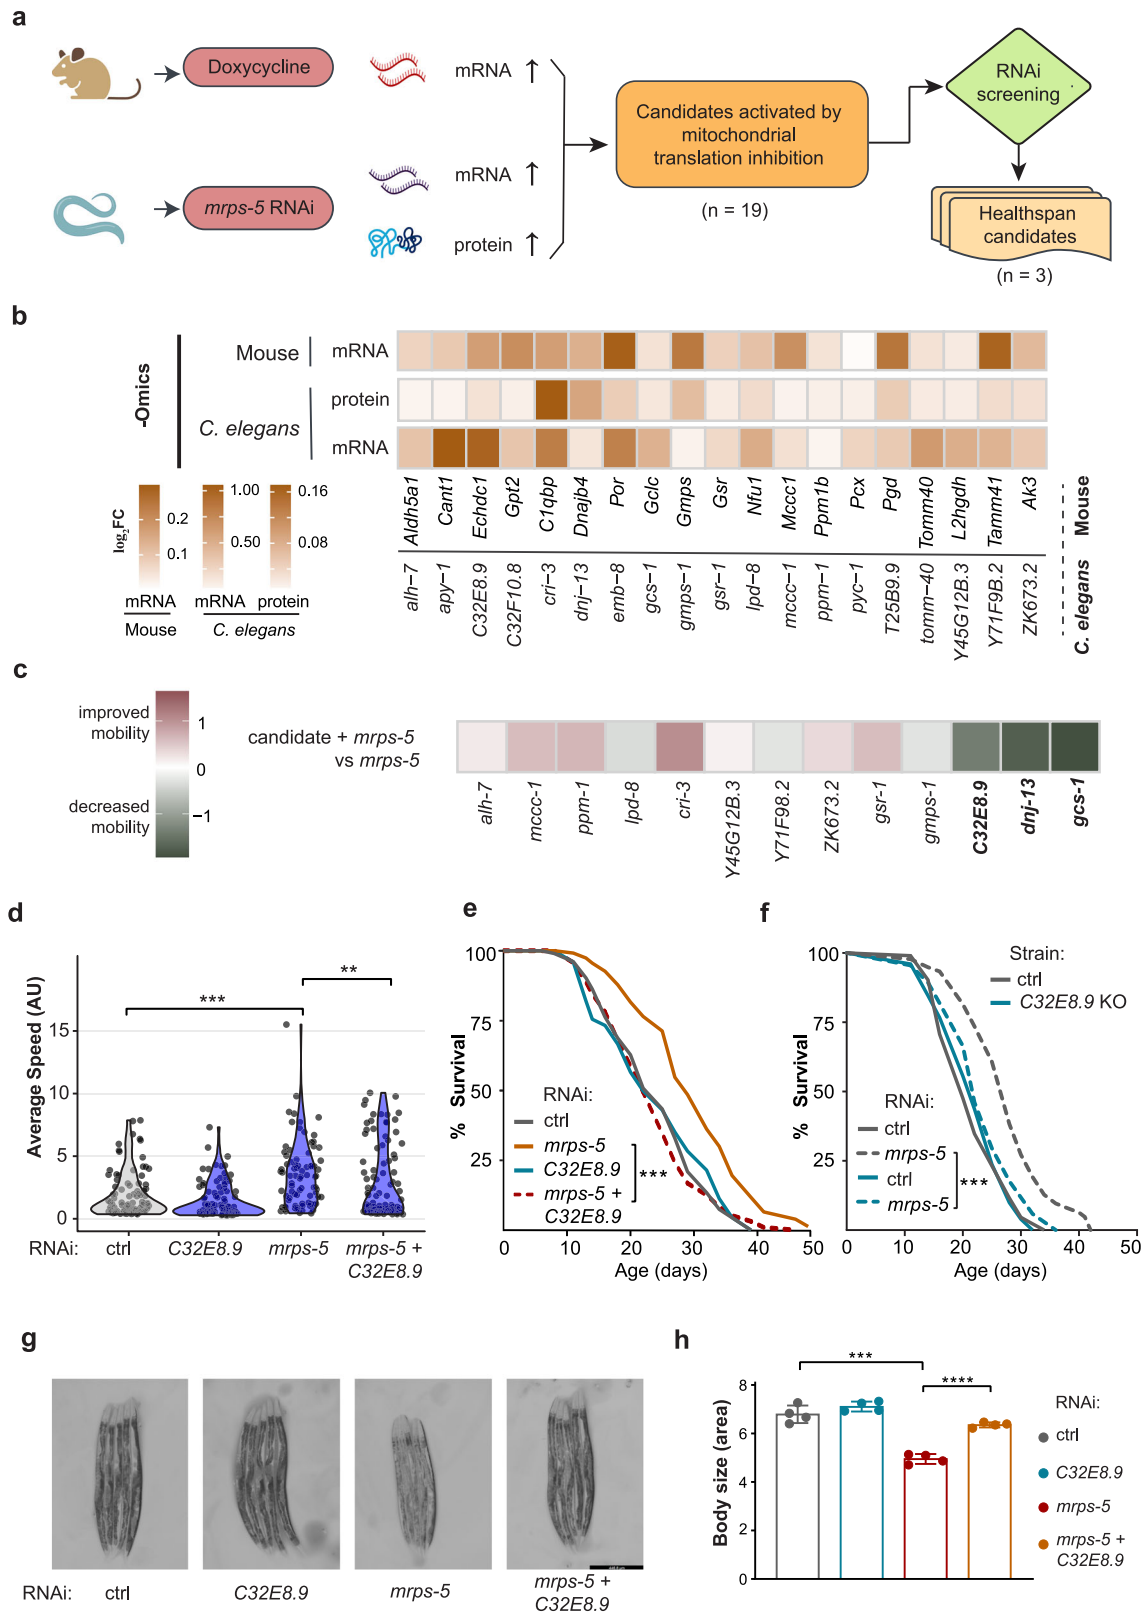 a
Doxycycline
mRNA ↑
mrps-5 RNAi
mRNA ↑
protein ↑
Candidates activated by
mitochondrial
translation inhibition
(n = 19)
RNAi
screening
Healthspan
candidates
(n = 3)
b
-Omics
Mouse
mRNA
C. elegans
protein
mRNA
log₂FC
0.2
0.1
1.00
0.50
0.16
0.08
mRNA
mRNA
protein
Mouse
C. elegans
Aldh5a1
Cant1
Echdc1
Gpt2
C1qbp
Dnajb4
Por
Gclc
Gmps
Gsr
Nfu1
Mccc1
Ppm1b
Pcx
Pgd
Tomm40
L2hgdh
Tamm41
Ak3
Mouse
alh-7
apy-1
C32E8.9
C32F10.8
cri-3
dnj-13
emb-8
gcs-1
gmps-1
gsr-1
lpd-8
mccc-1
ppm-1
pyc-1
T25B9.9
tomm-40
Y45G12B.3
Y71F9B.2
ZK673.2
C. elegans
c
improved
mobility
decreased
mobility
1
0
−1
candidate + mrps-5
vs mrps-5
alh-7
mccc-1
ppm-1
lpd-8
cri-3
Y45G12B.3
Y71F98.2
ZK673.2
gsr-1
gmps-1
C32E8.9
dnj-13
gcs-1
d
Average Speed (AU)
15
10
5
0
***
**
RNAi:
ctrl
C32E8.9
mrps-5
mrps-5 +
C32E8.9
e
% Survival
100
75
50
25
RNAi:
ctrl
mrps-5
C32E8.9
mrps-5 +
C32E8.9
***
0 10 20 30 40 50
Age (days)
f
% Survival
100
75
50
25
Strain:
ctrl
C32E8.9 KO
RNAi:
ctrl
mrps-5
ctrl
mrps-5
***
0 10 20 30 40 50
Age (days)
g
RNAi:
ctrl
C32E8.9
mrps-5
mrps-5 +
C32E8.9
h
Body size (area)
8
6
4
2
0
***
****
RNAi:
ctrl
C32E8.9
mrps-5
mrps-5 +
C32E8.9